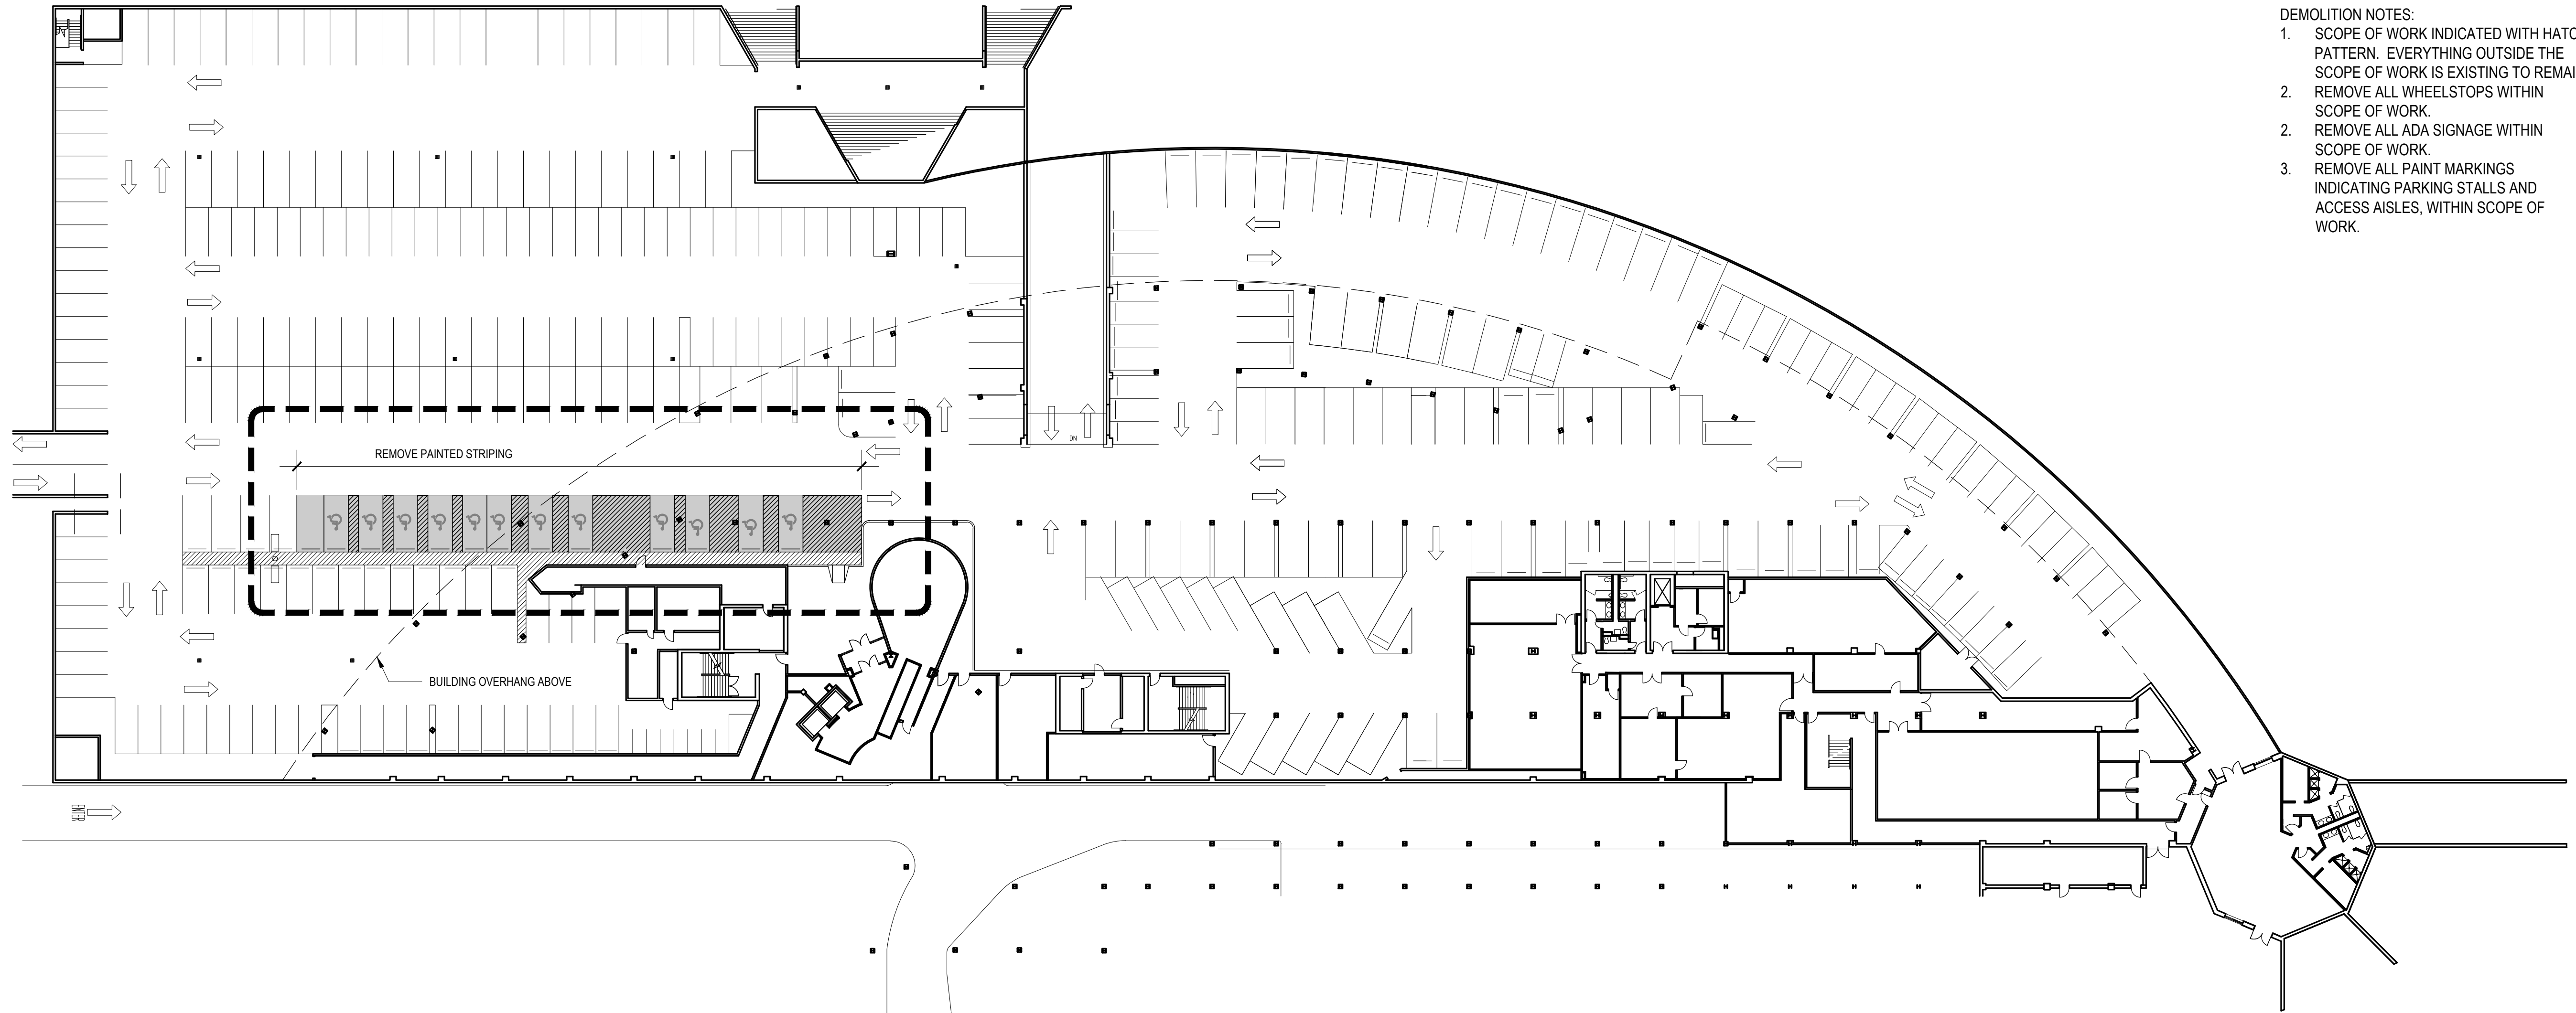 DEMOLITION NOTES:
1. SCOPE OF WORK INDICATED WITH HATC
PATTERN. EVERYTHING OUTSIDE THE
SCOPE OF WORK IS EXISTING TO REMAI
2. REMOVE ALL WHEELSTOPS WITHIN
SCOPE OF WORK.
2. REMOVE ALL ADA SIGNAGE WITHIN
SCOPE OF WORK.
3. REMOVE ALL PAINT MARKINGS
INDICATING PARKING STALLS AND
ACCESS AISLES, WITHIN SCOPE OF
WORK.
DN
REMOVE PAINTED STRIPING
BUILDING OVERHANG ABOVE